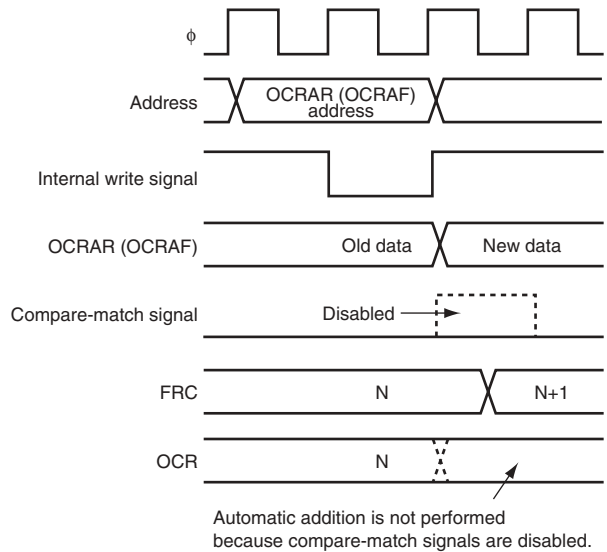 ϕ
Address
OCRAR (OCRAF)
address
Internal write signal
OCRAR (OCRAF)
Old data
New data
Compare-match signal
Disabled
FRC
N
N+1
OCR
N
Automatic addition is not performed
because compare-match signals are disabled.